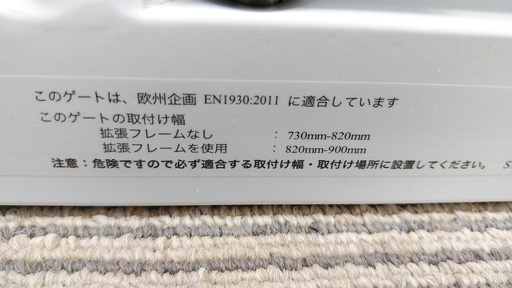 このゲートは、欧州企画 EN1930:2011 に適合しています
このゲートの取付け幅
拡張フレームなし : 730mm-820mm
拡張フレームを使用 : 820mm-900mm
注意：危険ですので必ず適合する取付け幅・取付け場所に設置してください。